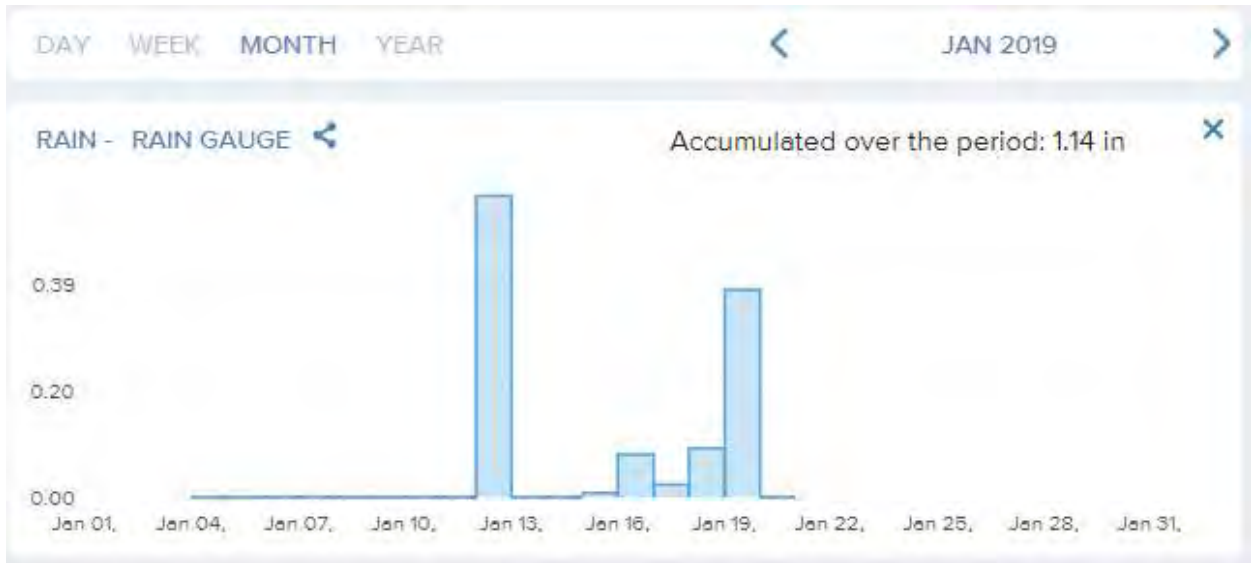 DAY WEEK MONTH YEAR JAN 2019
RAIN - RAIN GAUGE Accumulated over the period: 1.14 in
0.39
0.20
0.00
Jan 01, Jan 04, Jan 07, Jan 10, Jan 13, Jan 16, Jan 19, Jan 22, Jan 25, Jan 28, Jan 31,